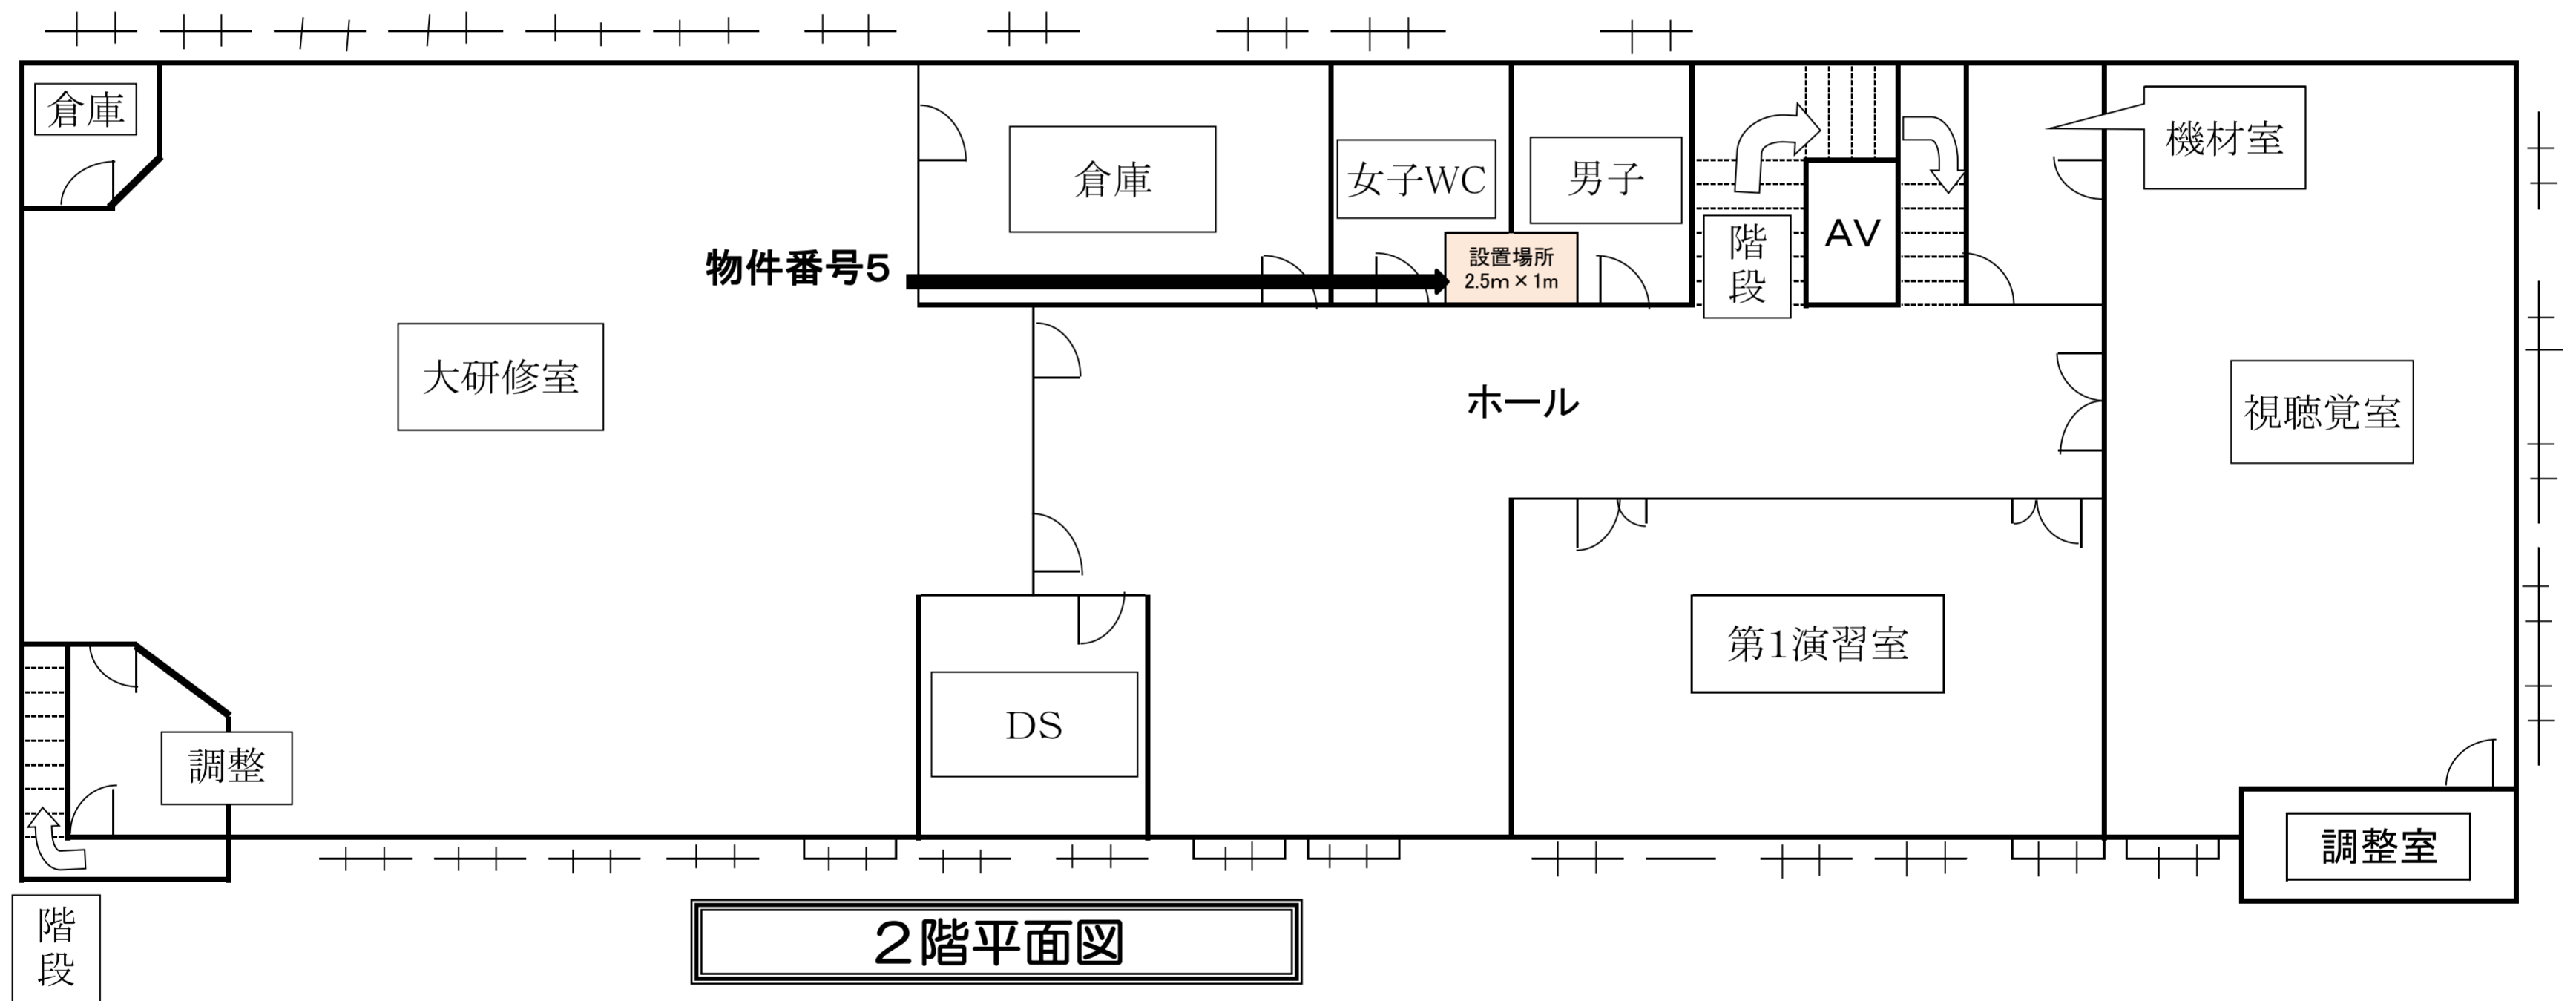 倉庫
倉庫
女子WC
男子
階
段
AV
機材室
物件番号5
設置場所
2.5m×1m
大研修室
ホール
視聴覚室
第1演習室
DS
調整
調整室
階
段
2階平面図